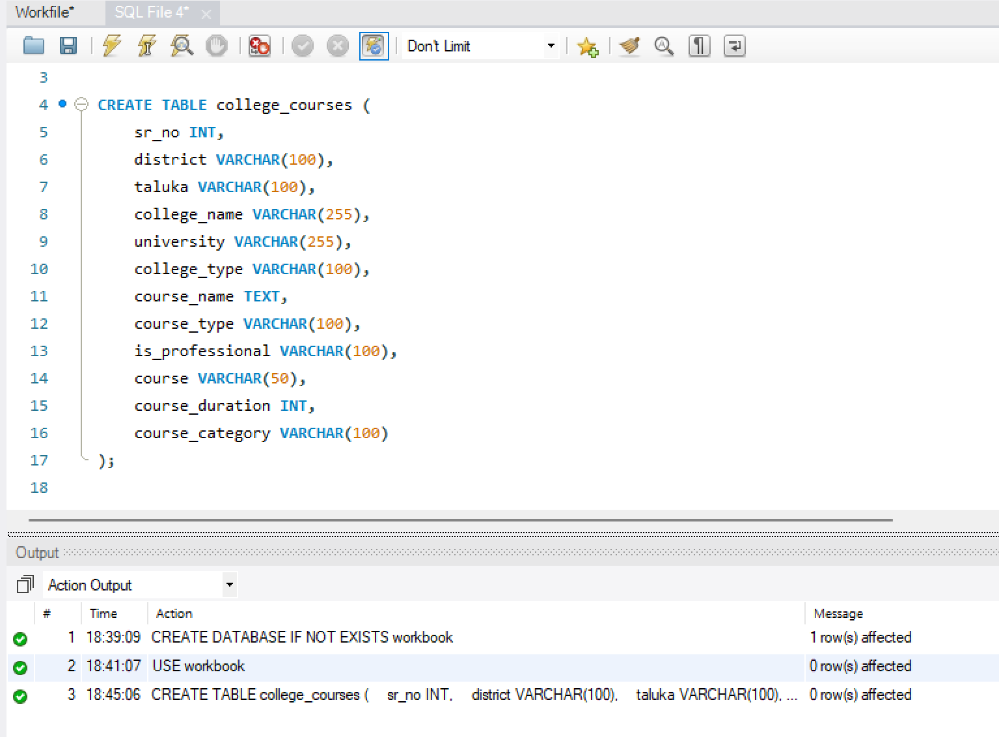 Workfile*
SQL File 4*
Don't Limit
3
4 CREATE TABLE college_courses (
5 sr_no INT,
6 district VARCHAR(100),
7 taluka VARCHAR(100),
8 college_name VARCHAR(255),
9 university VARCHAR(255),
10 college_type VARCHAR(100),
11 course_name TEXT,
12 course_type VARCHAR(100),
13 is_professional VARCHAR(100),
14 course VARCHAR(50),
15 course_duration INT,
16 course_category VARCHAR(100)
17 );
18
Output
Action Output
# Time Action Message
1 18:39:09 CREATE DATABASE IF NOT EXISTS workbook 1 row(s) affected
2 18:41:07 USE workbook 0 row(s) affected
3 18:45:06 CREATE TABLE college_courses ( sr_no INT, district VARCHAR(100), taluka VARCHAR(100), ... 0 row(s) affected